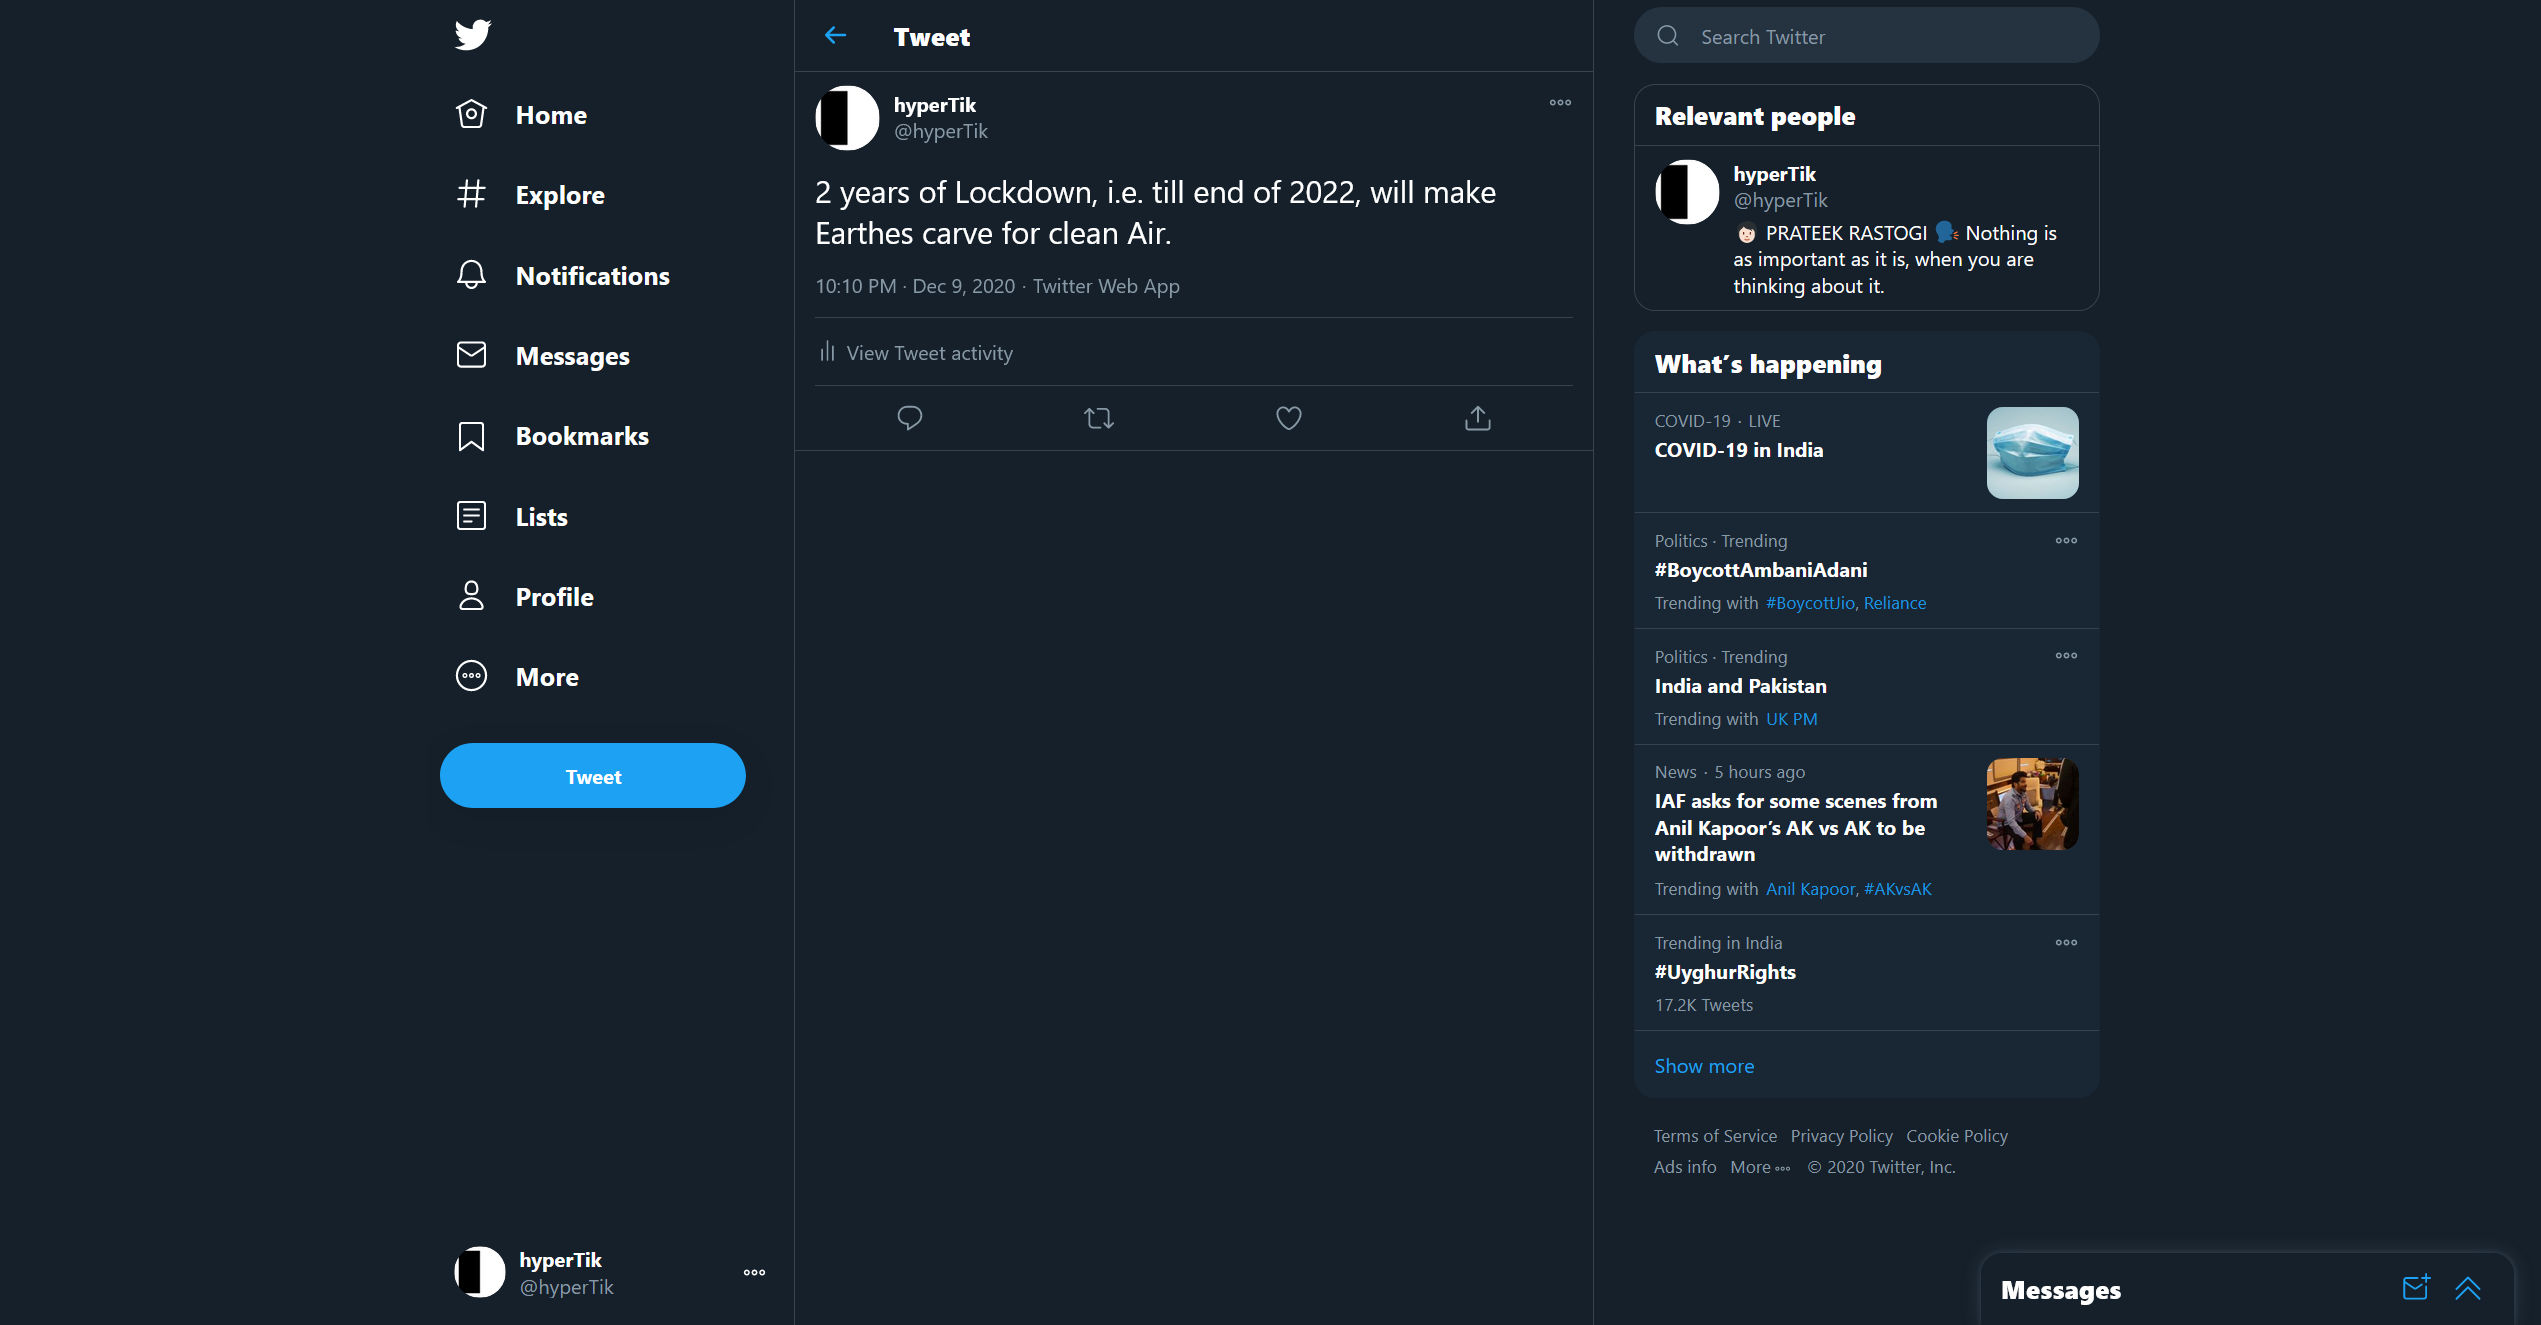 Home
Explore
Notifications
Messages
Bookmarks
Lists
Profile
More
Tweet
hyperTik
@hyperTik
Tweet
hyperTik
@hyperTik
2 years of Lockdown, i.e. till end of 2022, will make
Earthes carve for clean Air.
10:10 PM · Dec 9, 2020 · Twitter Web App
View Tweet activity
Search Twitter
Relevant people
hyperTik
@hyperTik
PRATEEK RASTOGI Nothing is
as important as it is, when you are
thinking about it.
What's happening
COVID-19 · LIVE
COVID-19 in India
Politics · Trending
#BoycottAmbaniAdani
Trending with #BoycottJio, Reliance
Politics · Trending
India and Pakistan
Trending with UK PM
News · 5 hours ago
IAF asks for some scenes from
Anil Kapoor's AK vs AK to be
withdrawn
Trending with Anil Kapoor, #AKvsAK
Trending in India
#UyghurRights
17.2K Tweets
Show more
Terms of Service Privacy Policy Cookie Policy
Ads info More © 2020 Twitter, Inc.
Messages